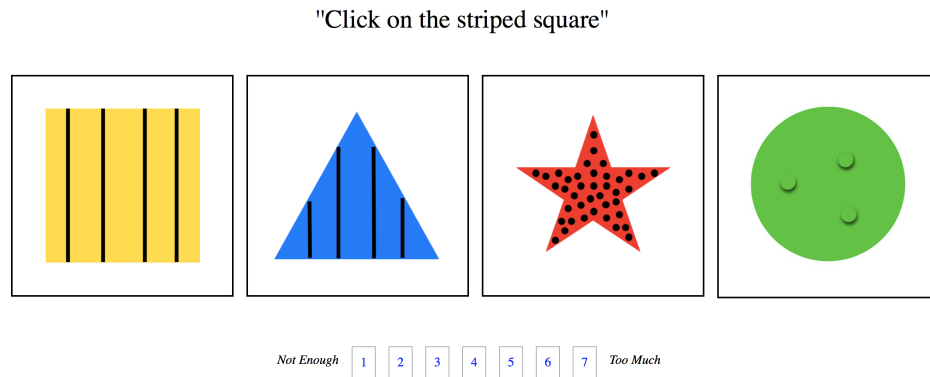 "Click on the striped square"
Not Enough 1 2 3 4 5 6 7 Too Much